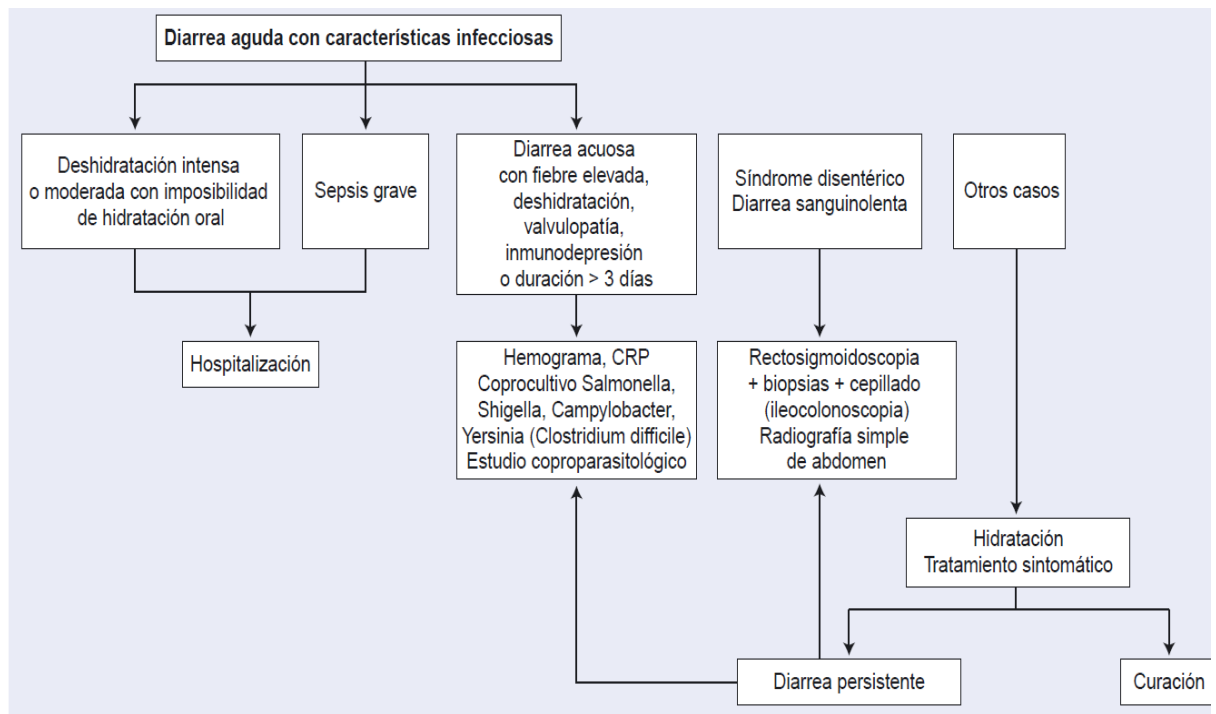 Diarrea aguda con características infecciosas
Deshidratación intensa
o moderada con imposibilidad
de hidratación oral
Sepsis grave
Diarrea acuosa
con fiebre elevada,
deshidratación,
valvulopatía,
inmunodepresión
o duración > 3 días
Síndrome disentérico
Diarrea sanguinolenta
Otros casos
Hospitalización
Hemograma, CRP
Coprocultivo Salmonella,
Shigella, Campylobacter,
Yersinia (Clostridium difficile)
Estudio coproparasitológico
Rectosigmoidoscopia
+ biopsias + cepillado
(ileocolonoscopia)
Radiografía simple
de abdomen
Hidratación
Tratamiento sintomático
Diarrea persistente
Curación